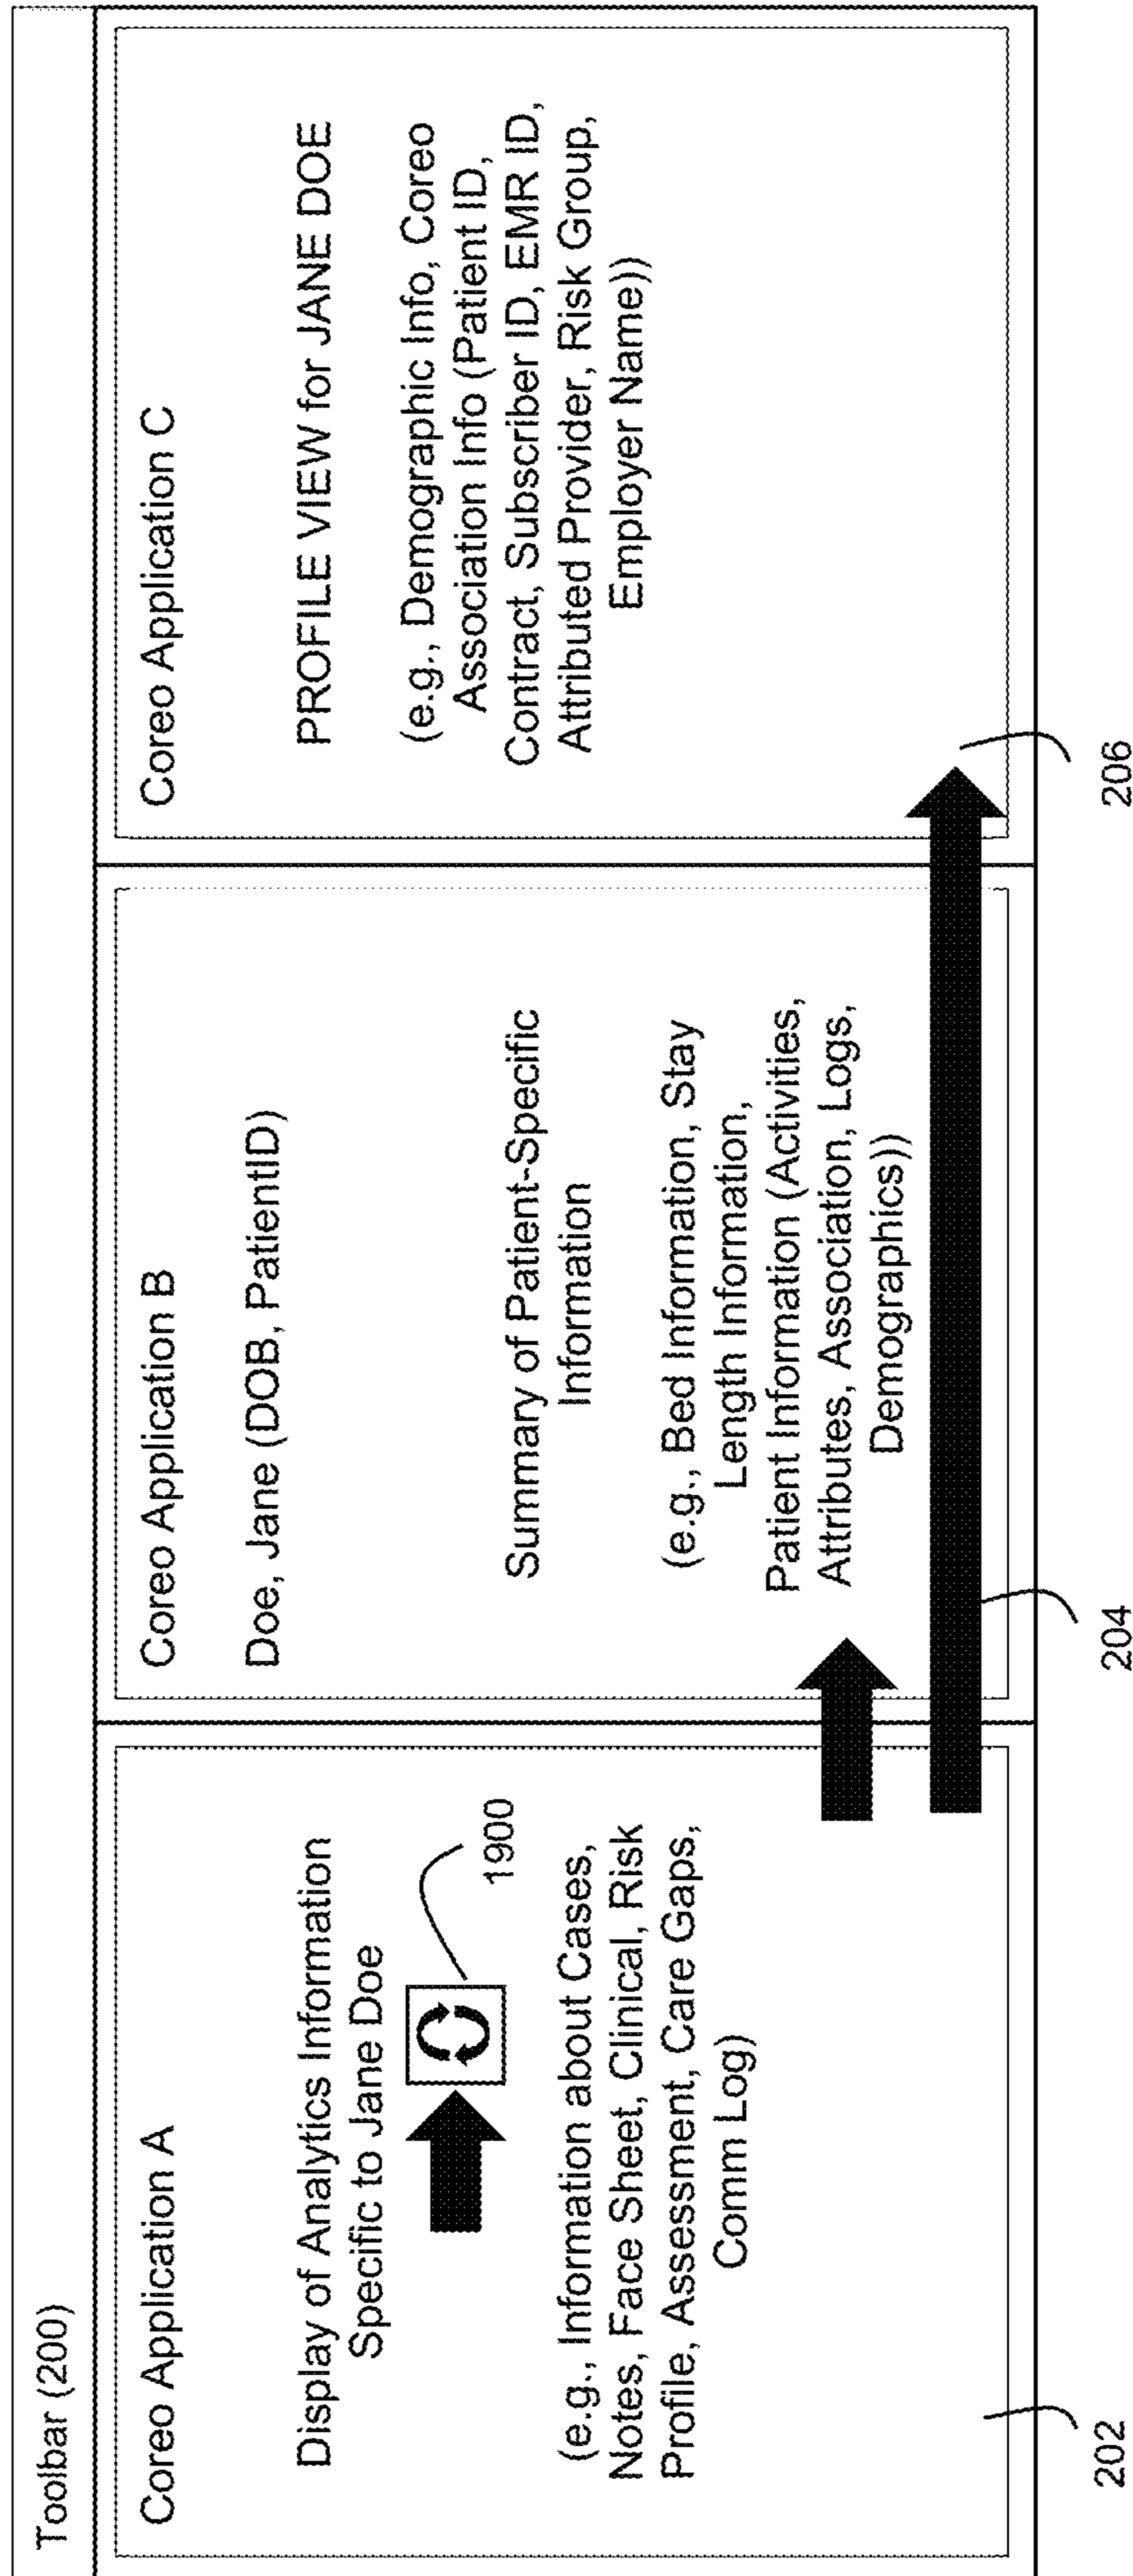 Toolbar (200)
Coreo Application A
Display of Analytics Information
Specific to Jane Doe
1900
(e.g., Information about Cases,
Notes, Face Sheet, Clinical, Risk
Profile, Assessment, Care Gaps,
Comm Log)
202
Coreo Application B
Doe, Jane (DOB, PatientID)
Summary of Patient-Specific
Information
(e.g., Bed Information, Stay
Length Information,
Patient Information (Activities,
Attributes, Association, Logs,
Demographics))
204
Coreo Application C
PROFILE VIEW for JANE DOE
(e.g., Demographic Info, Coreo
Association Info (Patient ID,
Contract, Subscriber ID, EMR ID,
Attributed Provider, Risk Group,
Employer Name))
206